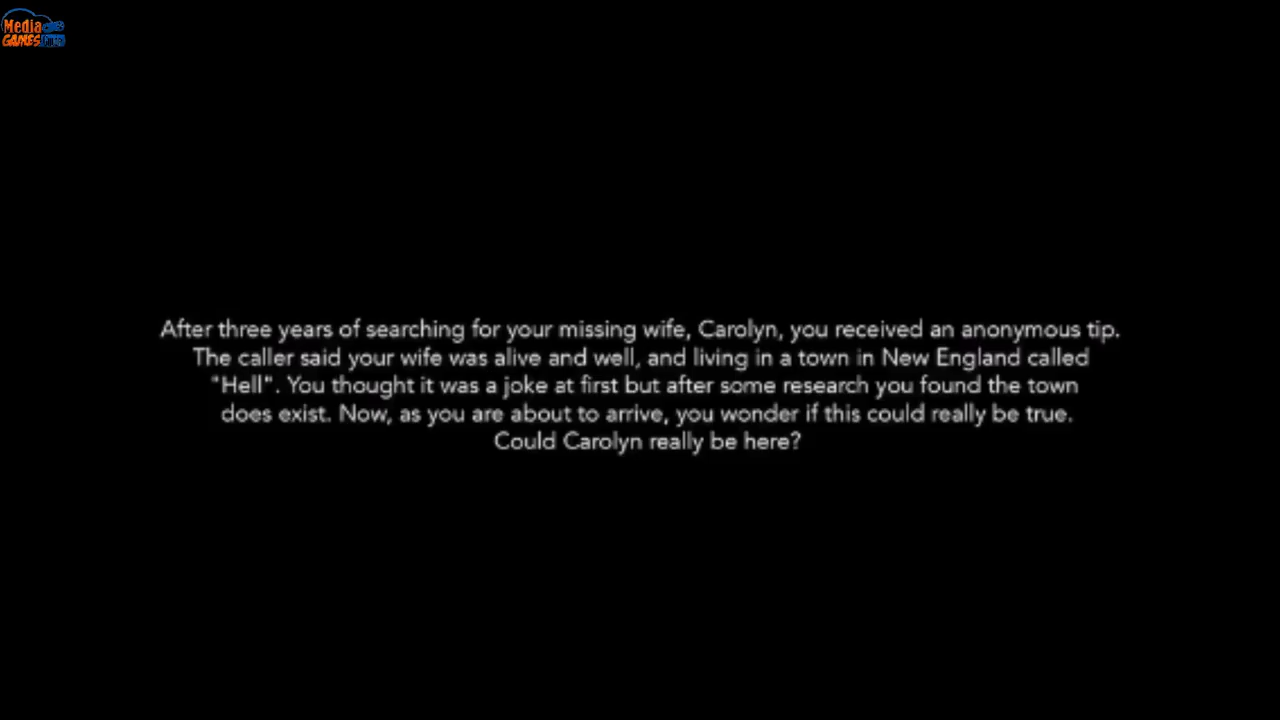 Media
GAMES
After three years of searching for your missing wife, Carolyn, you received an anonymous tip.
The caller said your wife was alive and well, and living in a town in New England called
"Hell". You thought it was a joke at first but after some research you found the town
does exist. Now, as you are about to arrive, you wonder if this could really be true.
Could Carolyn really be here?